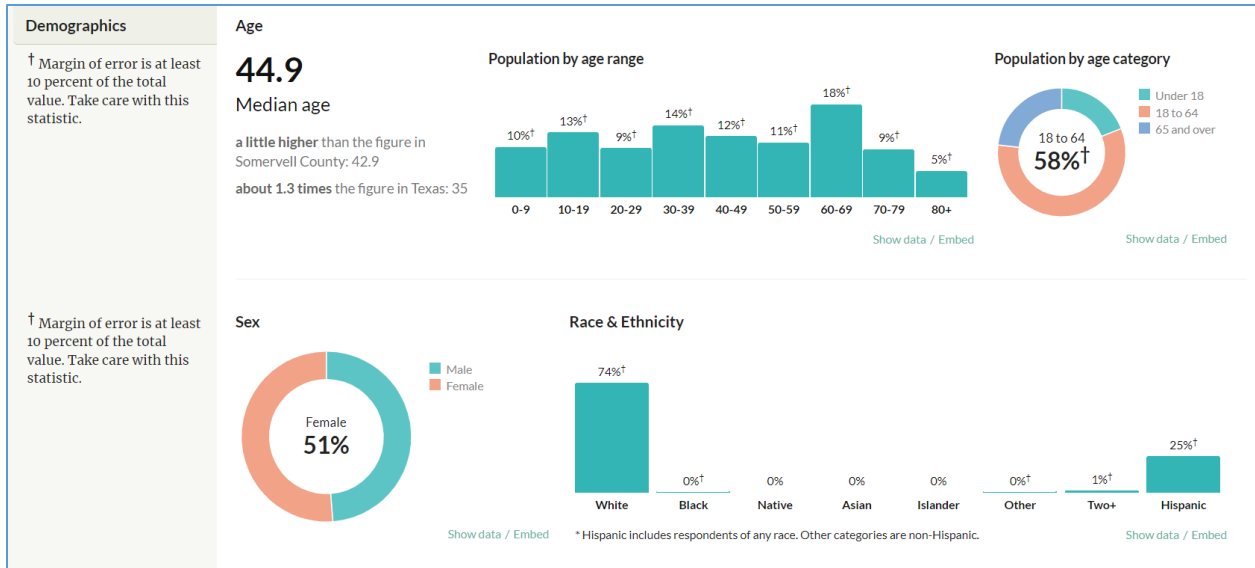 Demographics
† Margin of error is at least
10 percent of the total
value. Take care with this
statistic.
Age
44.9
Median age
a little higher than the figure in
Somervell County: 42.9
about 1.3 times the figure in Texas: 35
Population by age range
10%† 13%† 9%† 14%† 12%† 11%† 18%† 9%† 5%†
0-9 10-19 20-29 30-39 40-49 50-59 60-69 70-79 80+
Show data / Embed
Population by age category
Under 18
18 to 64
65 and over
18 to 64
58%†
Show data / Embed
† Margin of error is at least
10 percent of the total
value. Take care with this
statistic.
Sex
Male
Female
Female
51%
Show data / Embed
Race & Ethnicity
74%† 0%† 0% 0% 0% 0%† 1%† 25%†
White Black Native Asian Islander Other Two+ Hispanic
* Hispanic includes respondents of any race. Other categories are non-Hispanic.
Show data / Embed